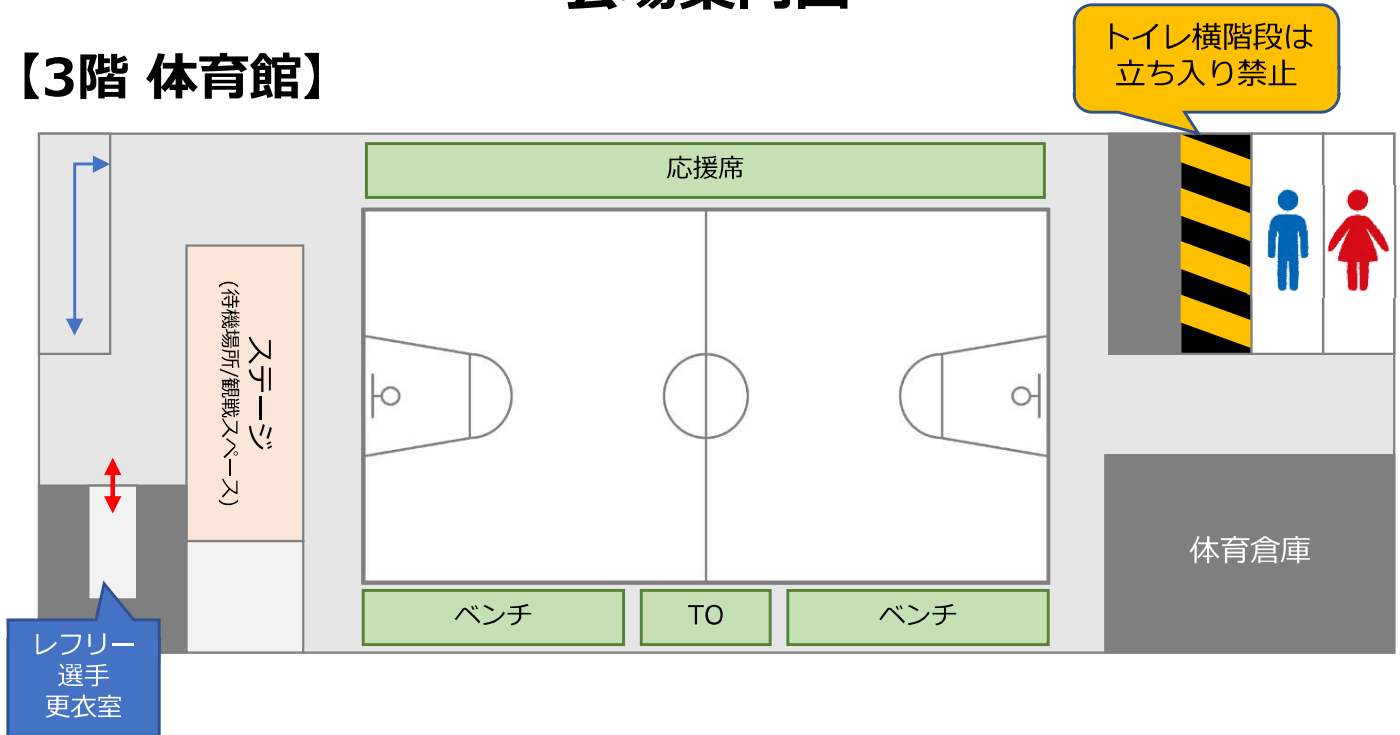 【3階 体育館】
トイレ横階段は
立ち入り禁止
応援席
ステージ
(待機場所/観戦スペース)
体育倉庫
ベンチ
TO
ベンチ
レフリー
選手
更衣室